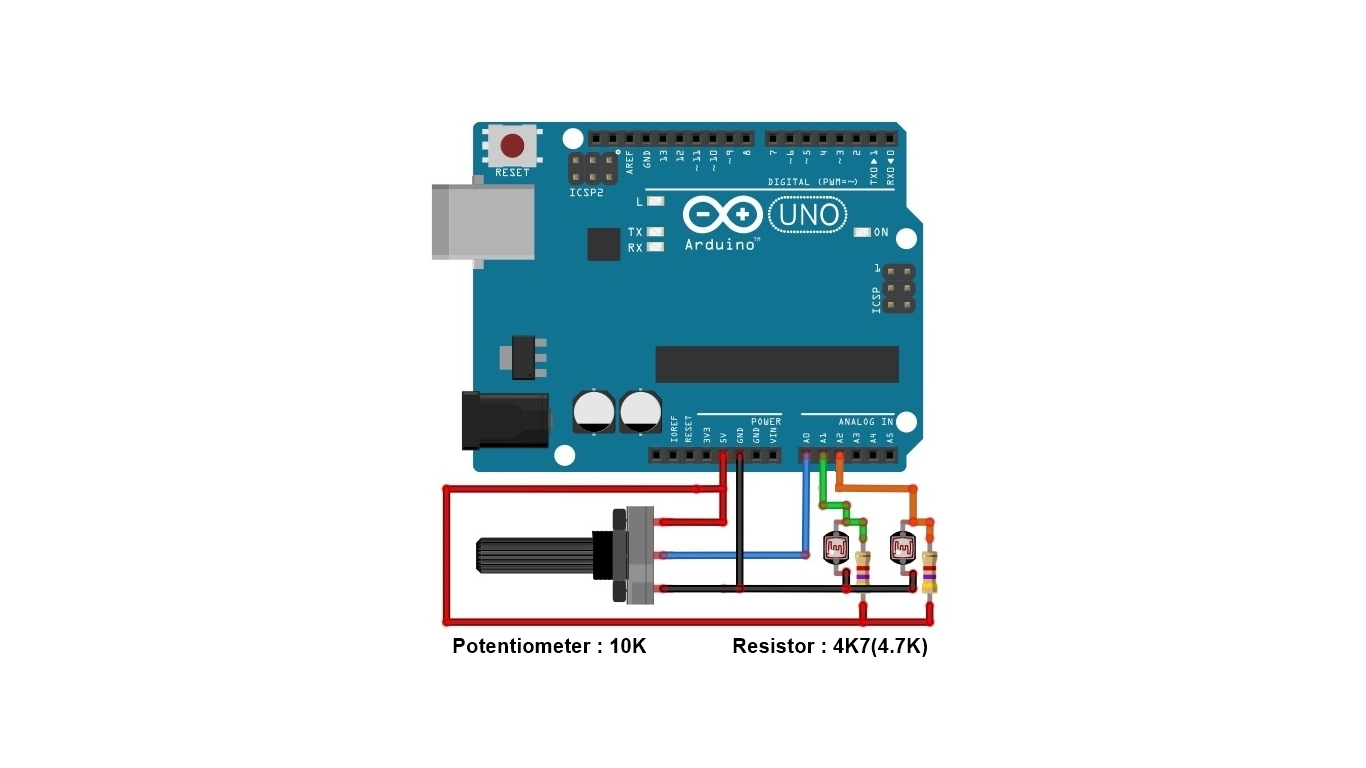 RESET
ICSP2
AREF
GND
13
12
~11
~10
~9
8
7
~6
~5
4
~3
2
TXD▶1
RXD◀0
DIGITAL (PWM=~)
L
TX
RX
Arduino™
UNO
ON
1
ICSP
POWER
ANALOG IN
IOREF
RESET
3V3
5V
GND
GND
VIN
A0
A1
A2
A3
A4
A5
Potentiometer : 10K
Resistor : 4K7(4.7K)